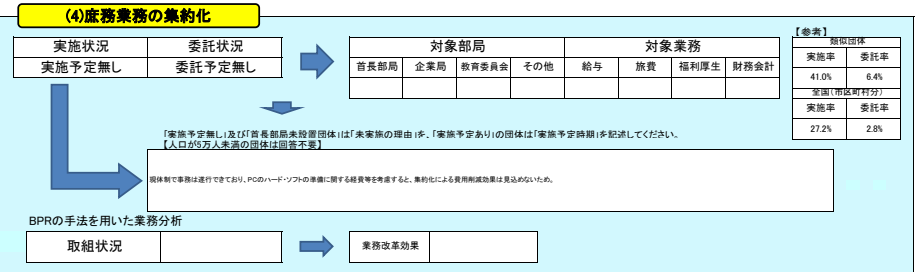 (4)庶務業務の集約化
【参考】
実施状況 委託状況
実施予定無し 委託予定無し
対象部局 対象業務
首長部局 企業局 教育委員会 その他 給与 旅費 福利厚生 財務会計
類似団体
実施率 委託率
41.0% 6.4%
全国(市区町村分)
実施率 委託率
27.2% 2.8%
「実施予定無し」及び「首長部局未設置団体」は「未実施の理由」を、「実施予定あり」の団体は「実施予定時期」を記述してください。
【人口が5万人未満の団体は回答不要】
現体制で事務は遂行できており、PCのハード・ソフトの準備に関する経費等を考慮すると、集約化による費用削減効果は見込めないため。
BPRの手法を用いた業務分析
取組状況
業務改革効果